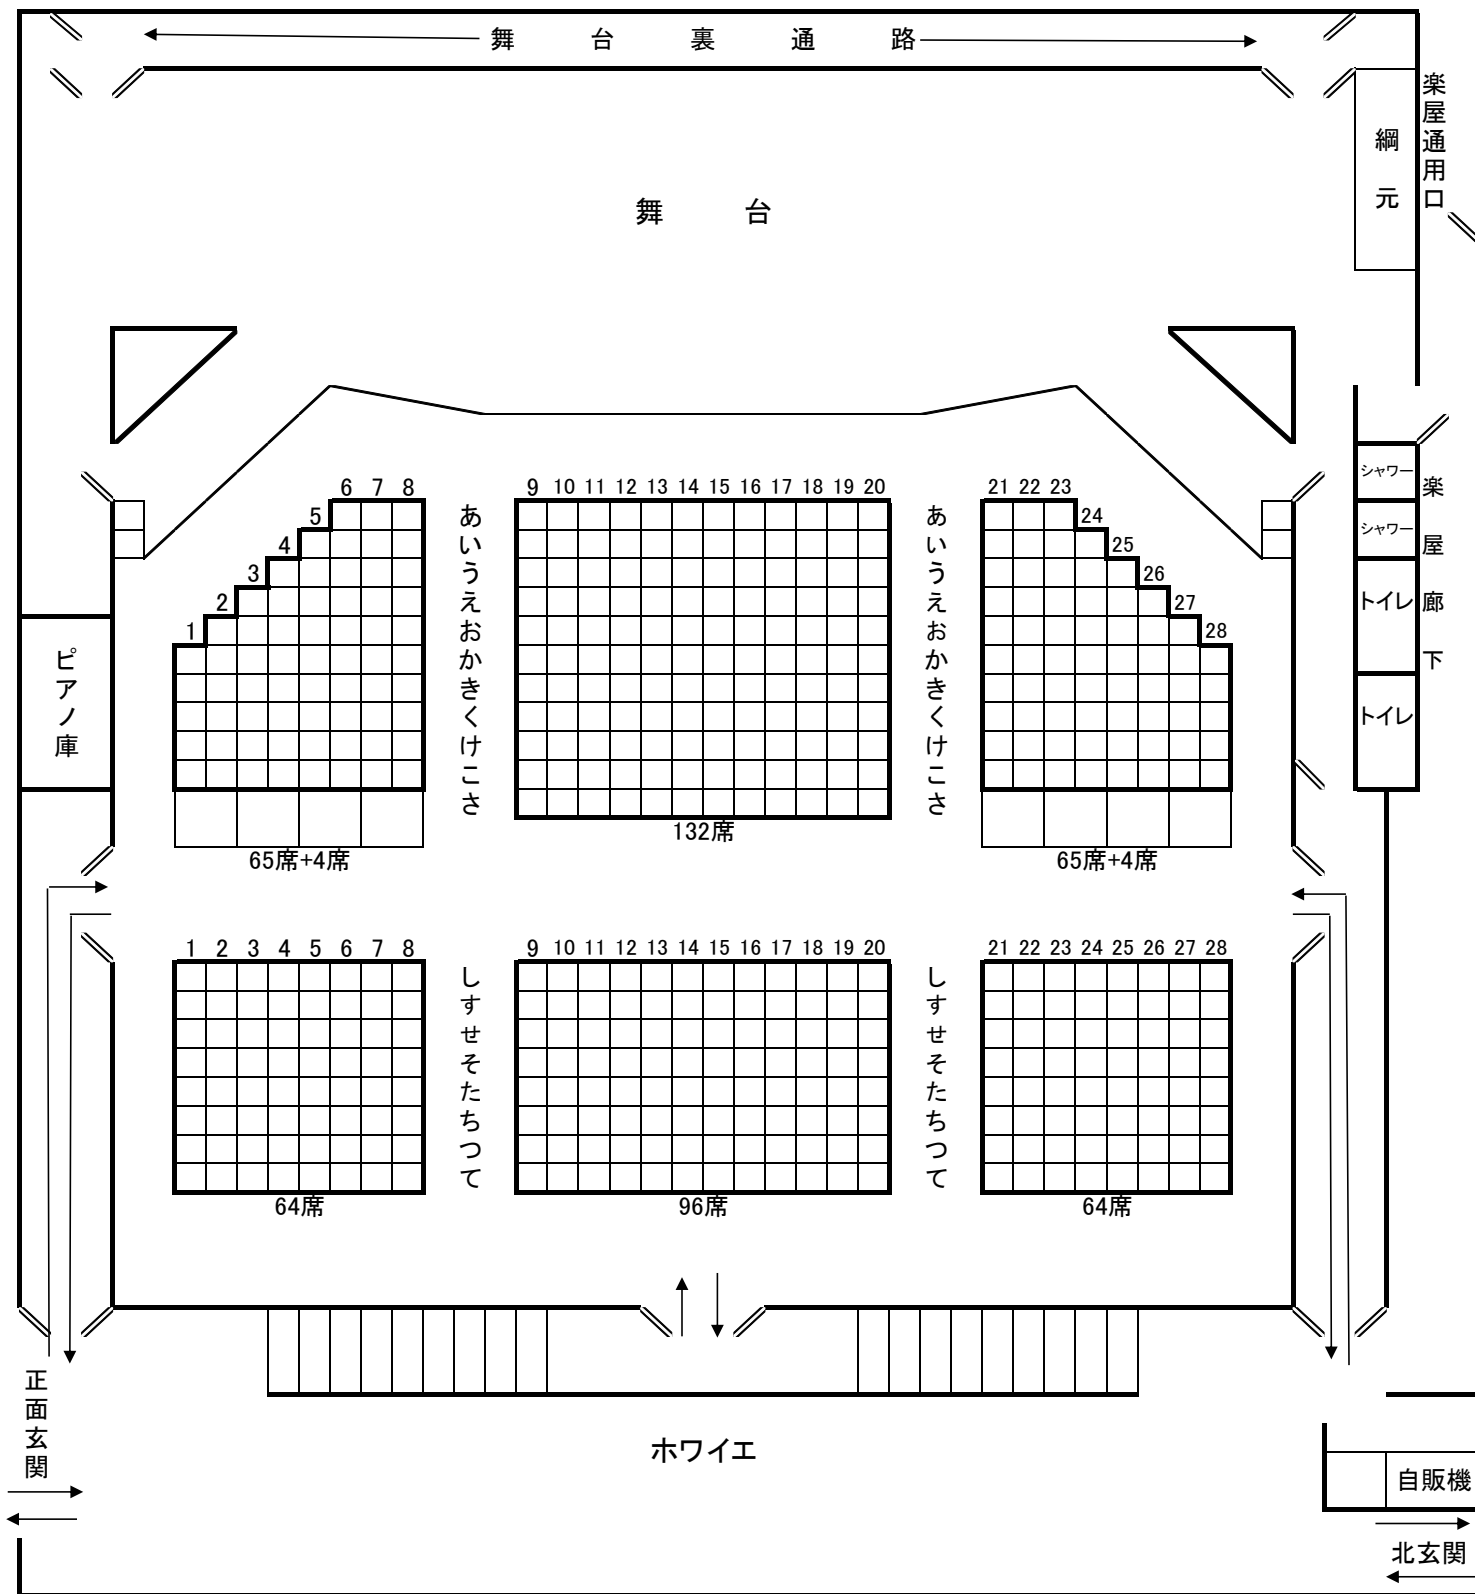 舞台裏通路
楽屋通用口
綱元
舞台
シャワー
シャワー
トイレ
トイレ
楽屋廊下
ピアノ庫
6 7 8
5
4
3
2
1
あいうえおかきくけこさ
9 10 11 12 13 14 15 16 17 18 19 20
あいうえおかきくけこさ
21 22 23
24
25
26
27
28
65席+4席
132席
65席+4席
1 2 3 4 5 6 7 8
しすせそたちつて
9 10 11 12 13 14 15 16 17 18 19 20
しすせそたちつて
21 22 23 24 25 26 27 28
64席
96席
64席
正面玄関
ホワイエ
自販機
北玄関